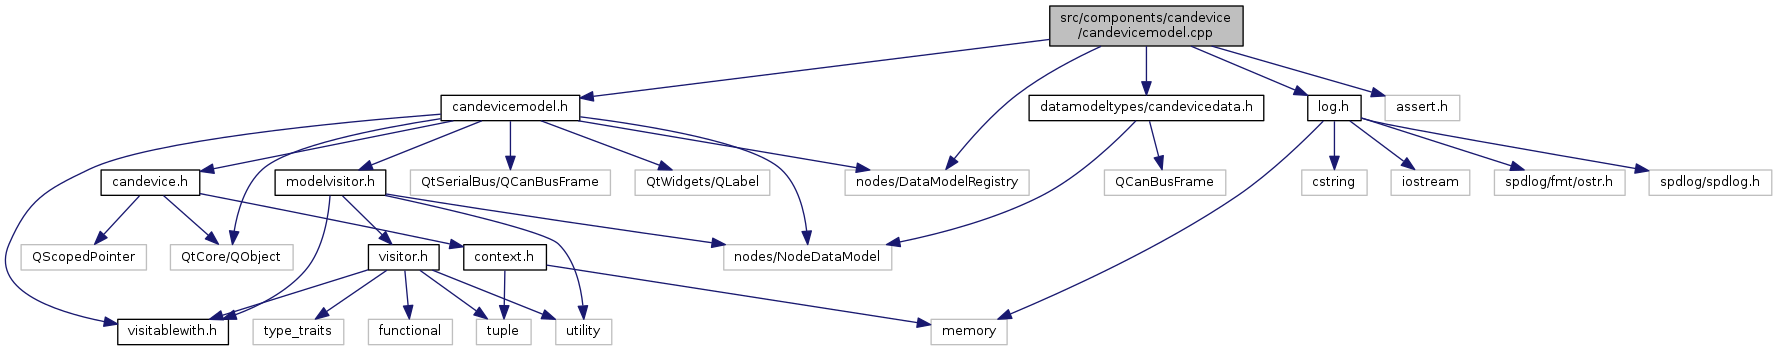 src/components/candevice
/candevicemodel.cpp
candevicemodel.h
datamodeltypes/candevicedata.h
log.h
assert.h
candevice.h
modelvisitor.h
QtSerialBus/QCanBusFrame
QtWidgets/QLabel
nodes/DataModelRegistry
QCanBusFrame
cstring
iostream
spdlog/fmt/ostr.h
spdlog/spdlog.h
QScopedPointer
QtCore/QObject
visitor.h
context.h
nodes/NodeDataModel
visitablewith.h
type_traits
functional
tuple
utility
memory